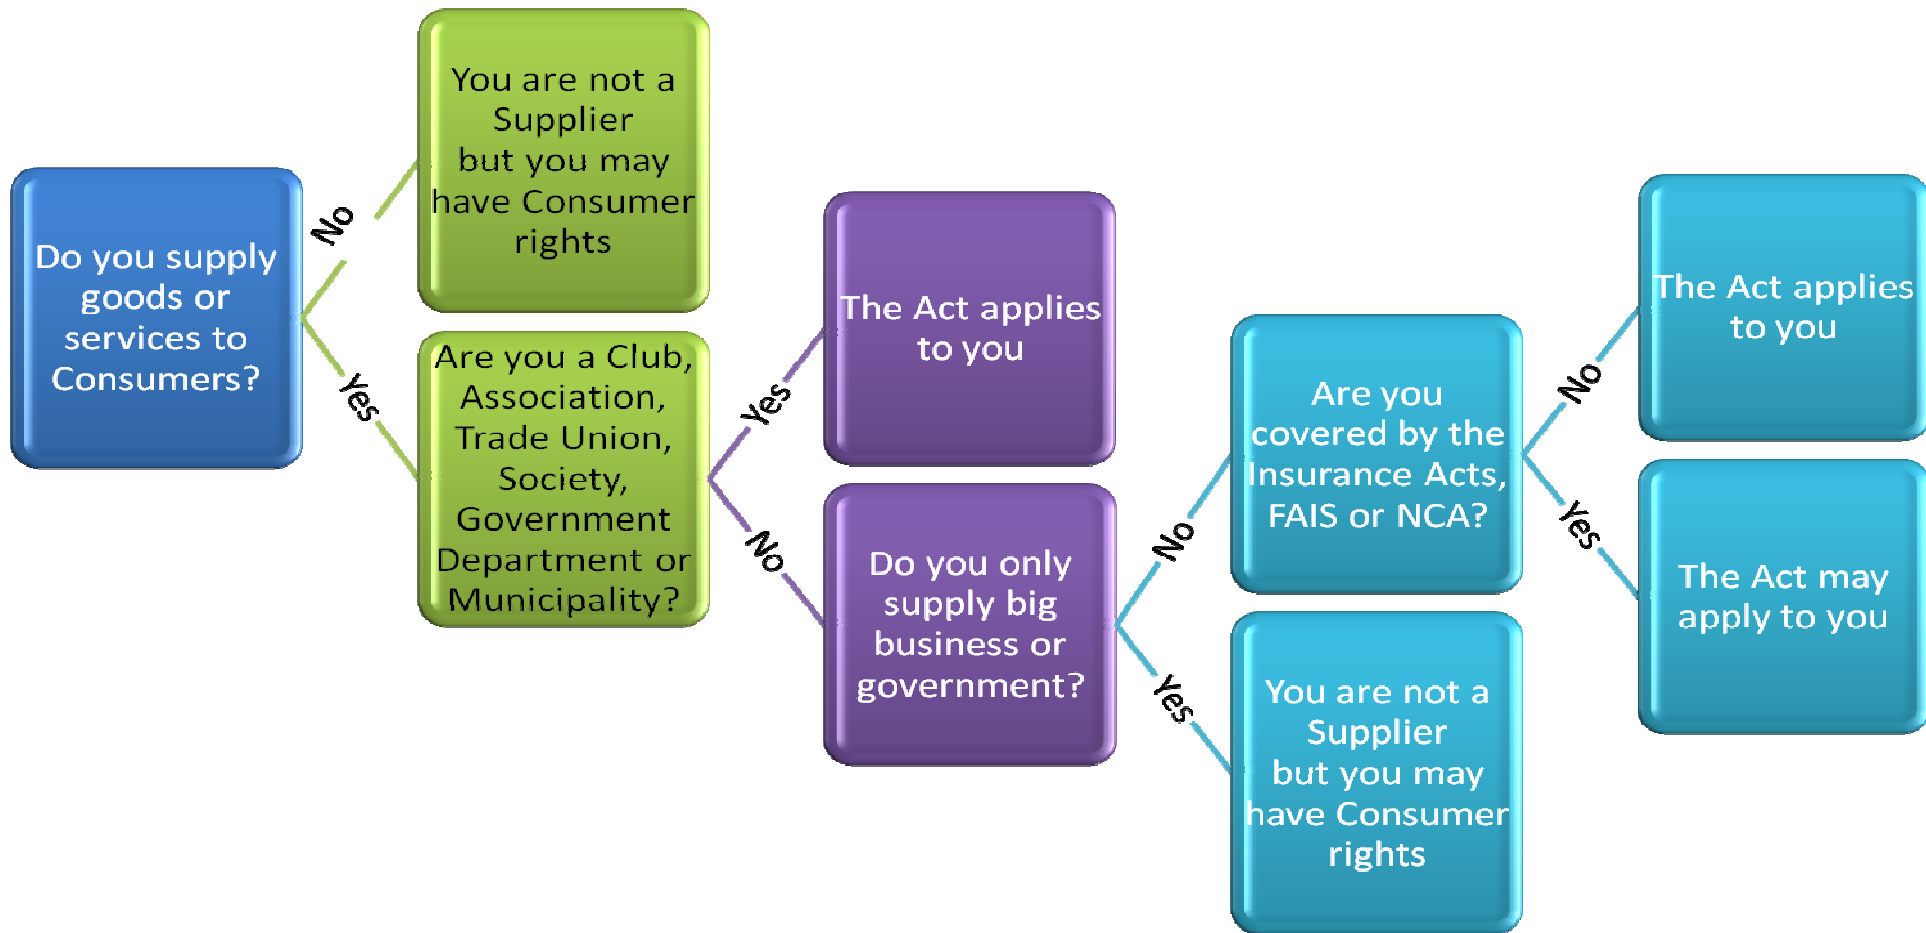 Do you supply
goods or
services to
Consumers?
No
Yes
You are not a
Supplier
but you may
have Consumer
rights
Are you a Club,
Association,
Trade Union,
Society,
Government
Department or
Municipality?
Yes
No
The Act applies
to you
Do you only
supply big
business or
government?
No
Yes
Are you
covered by the
Insurance Acts,
FAIS or NCA?
You are not a
Supplier
but you may
have Consumer
rights
No
Yes
The Act applies
to you
The Act may
apply to you